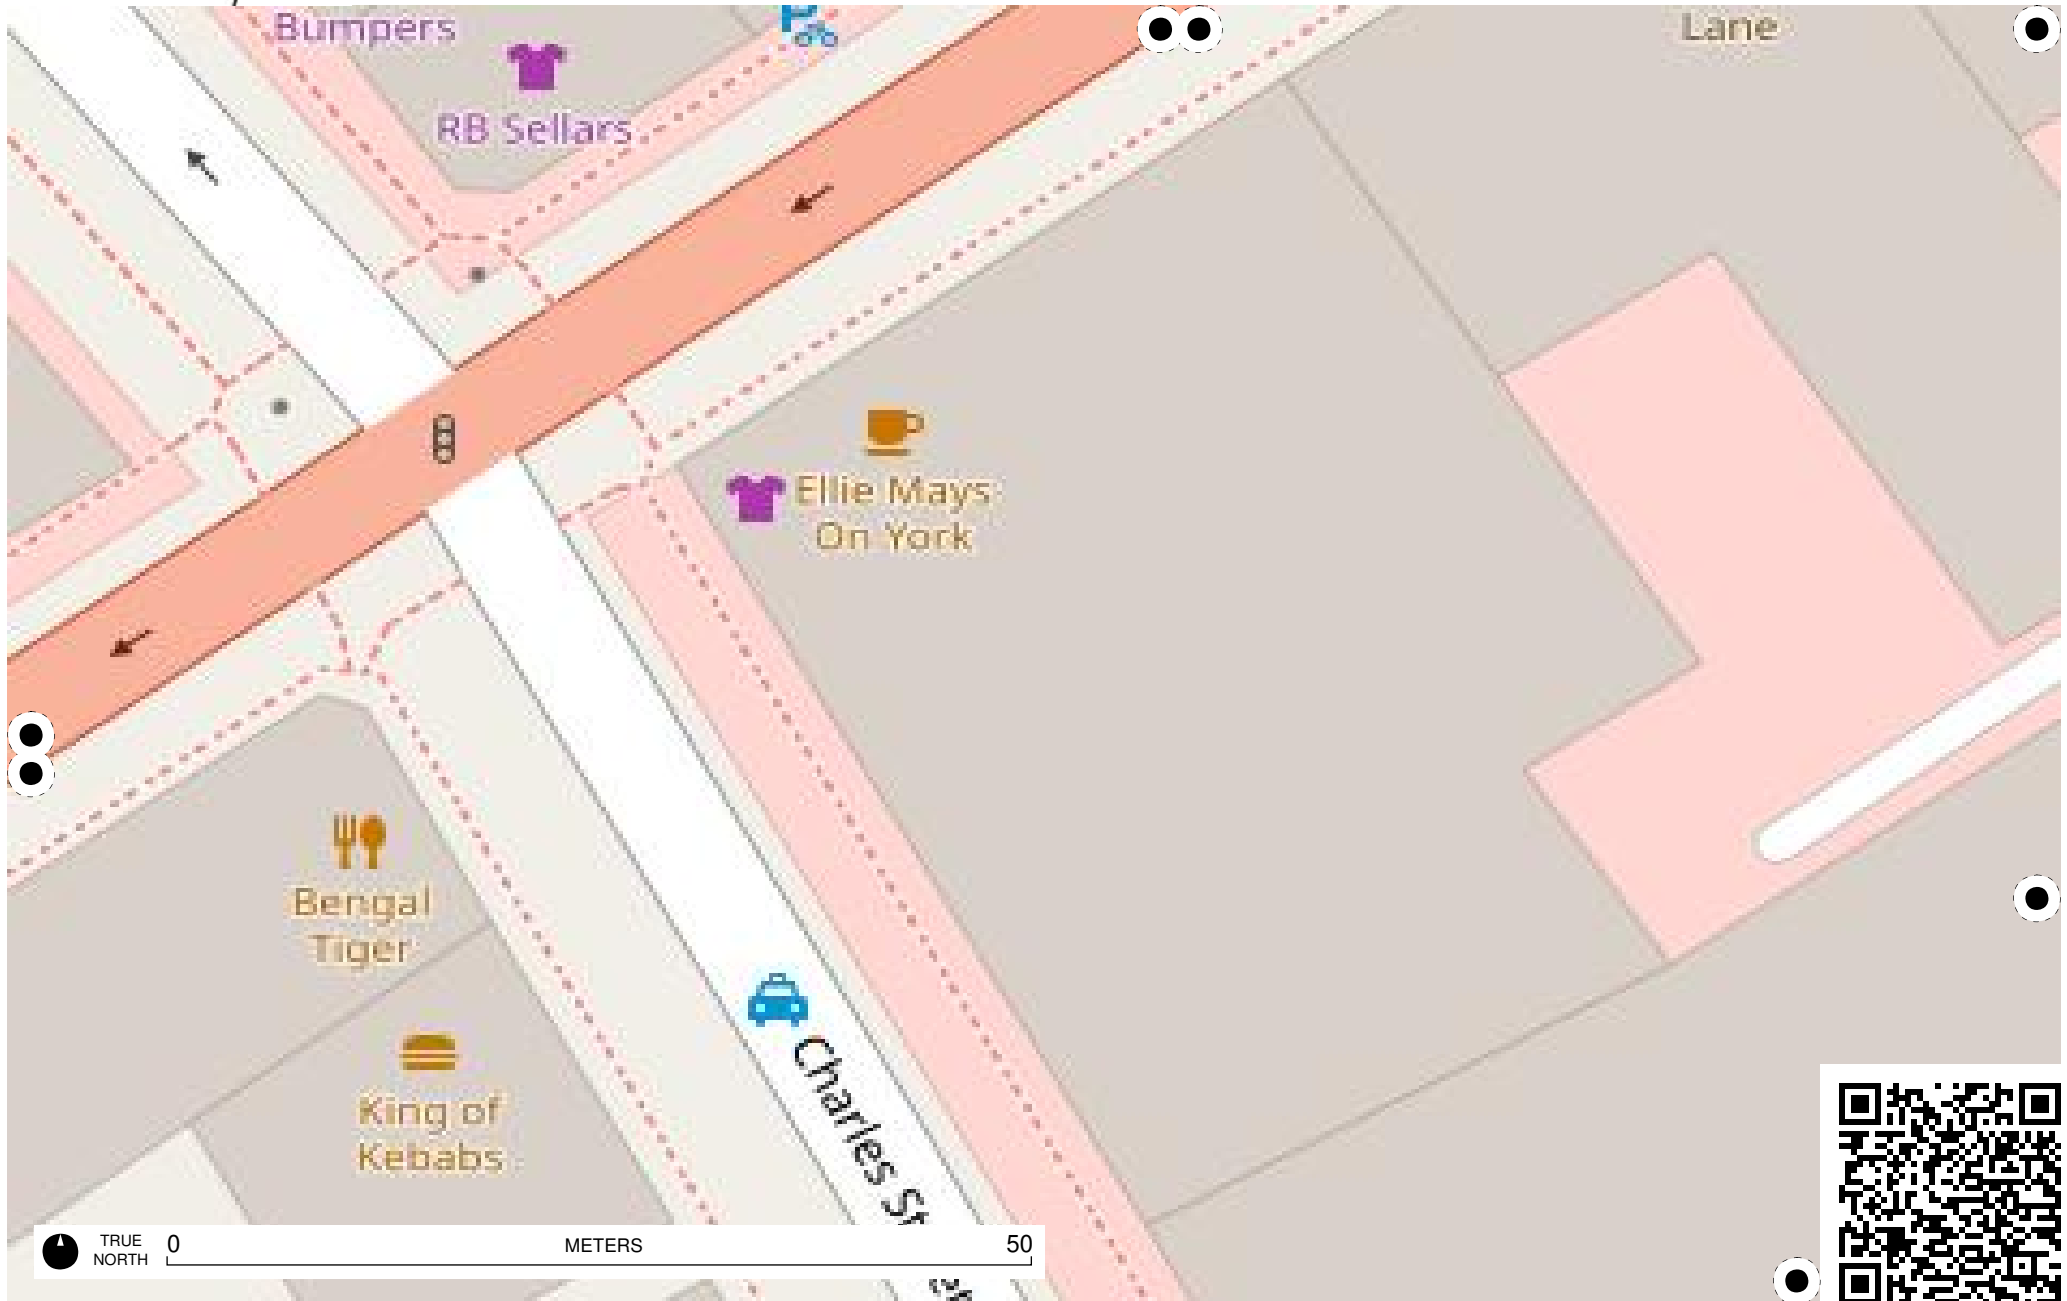 Bumpers
Lane
RB Sellars
Ellie Mays
On York
Bengal
Tiger
King of
Kebabs
Charles St
TRUE
NORTH
0
METERS
50